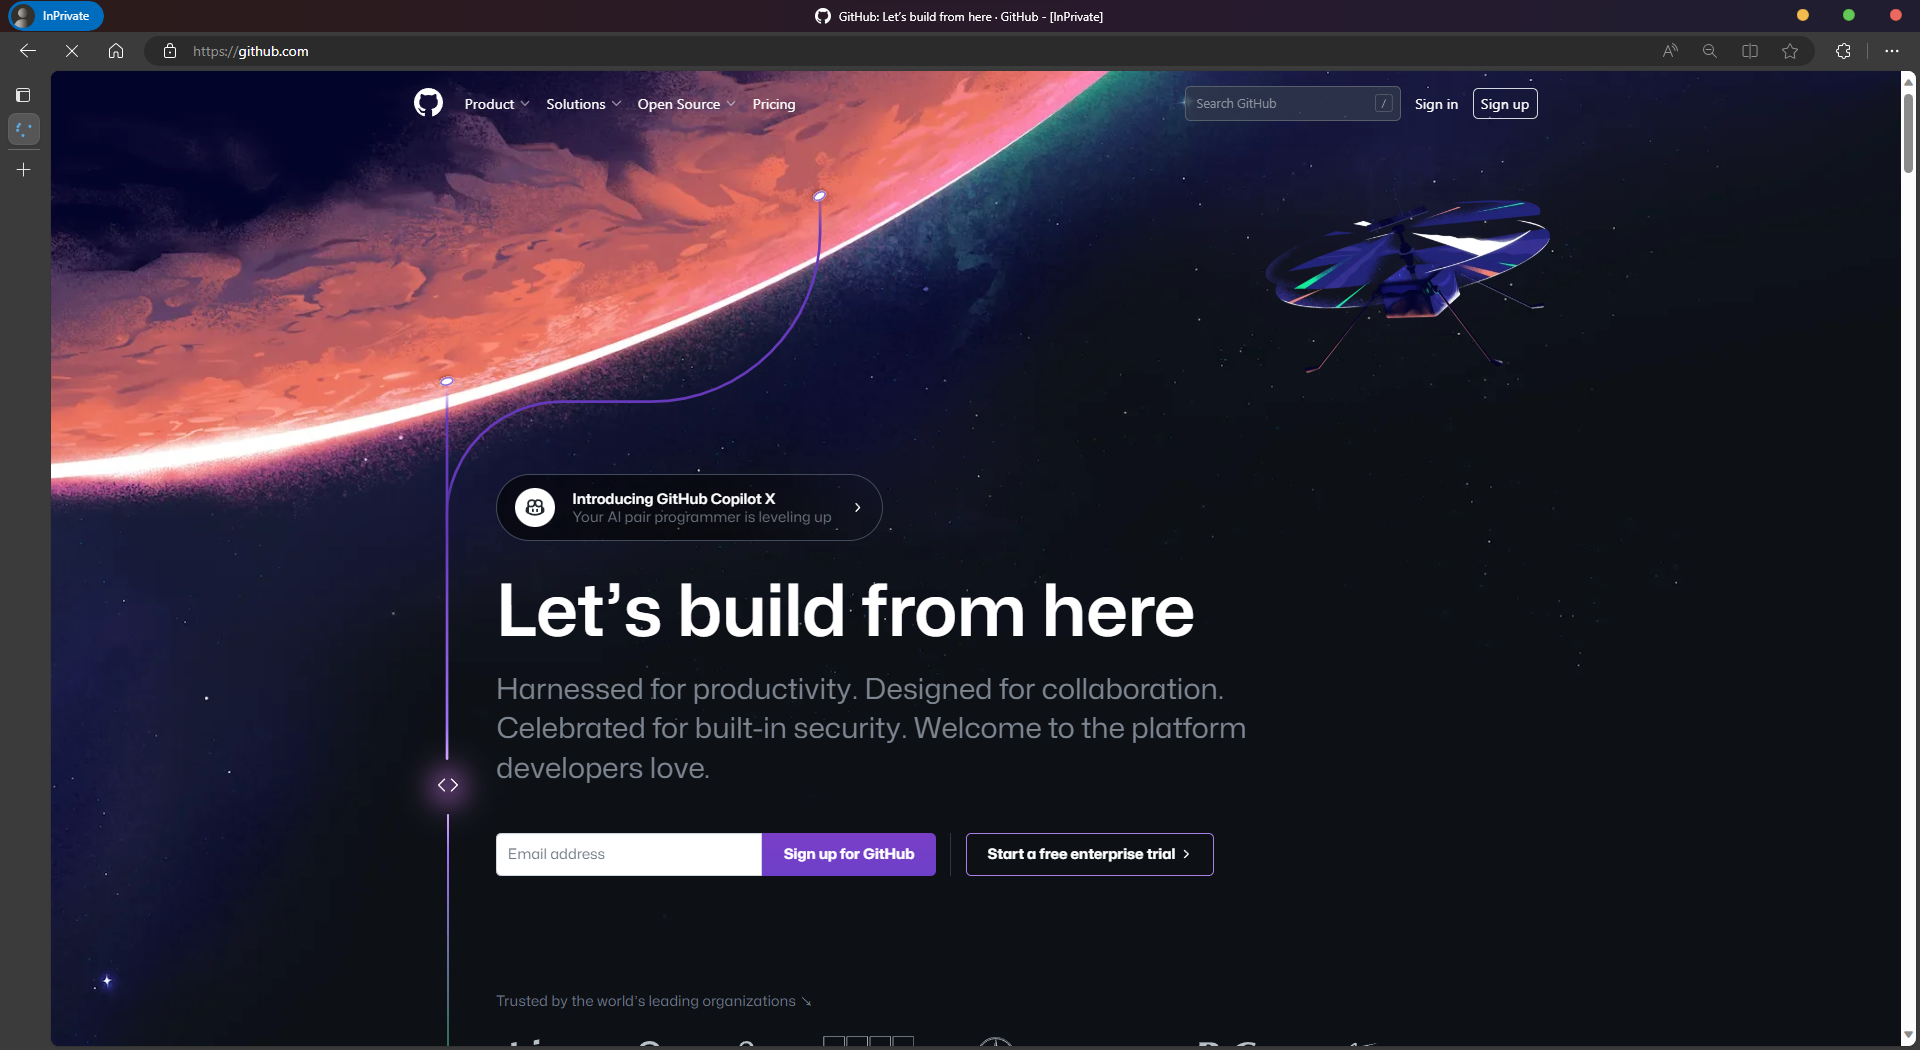 InPrivate
GitHub: Let's build from here · GitHub - [InPrivate]
https://github.com
Product
Solutions
Open Source
Pricing
Search GitHub
/
Sign in
Sign up
Introducing GitHub Copilot X
Your AI pair programmer is leveling up
Let’s build from here
Harnessed for productivity. Designed for collaboration.
Celebrated for built-in security. Welcome to the platform
developers love.
Email address
Sign up for GitHub
Start a free enterprise trial
Trusted by the world’s leading organizations ↘